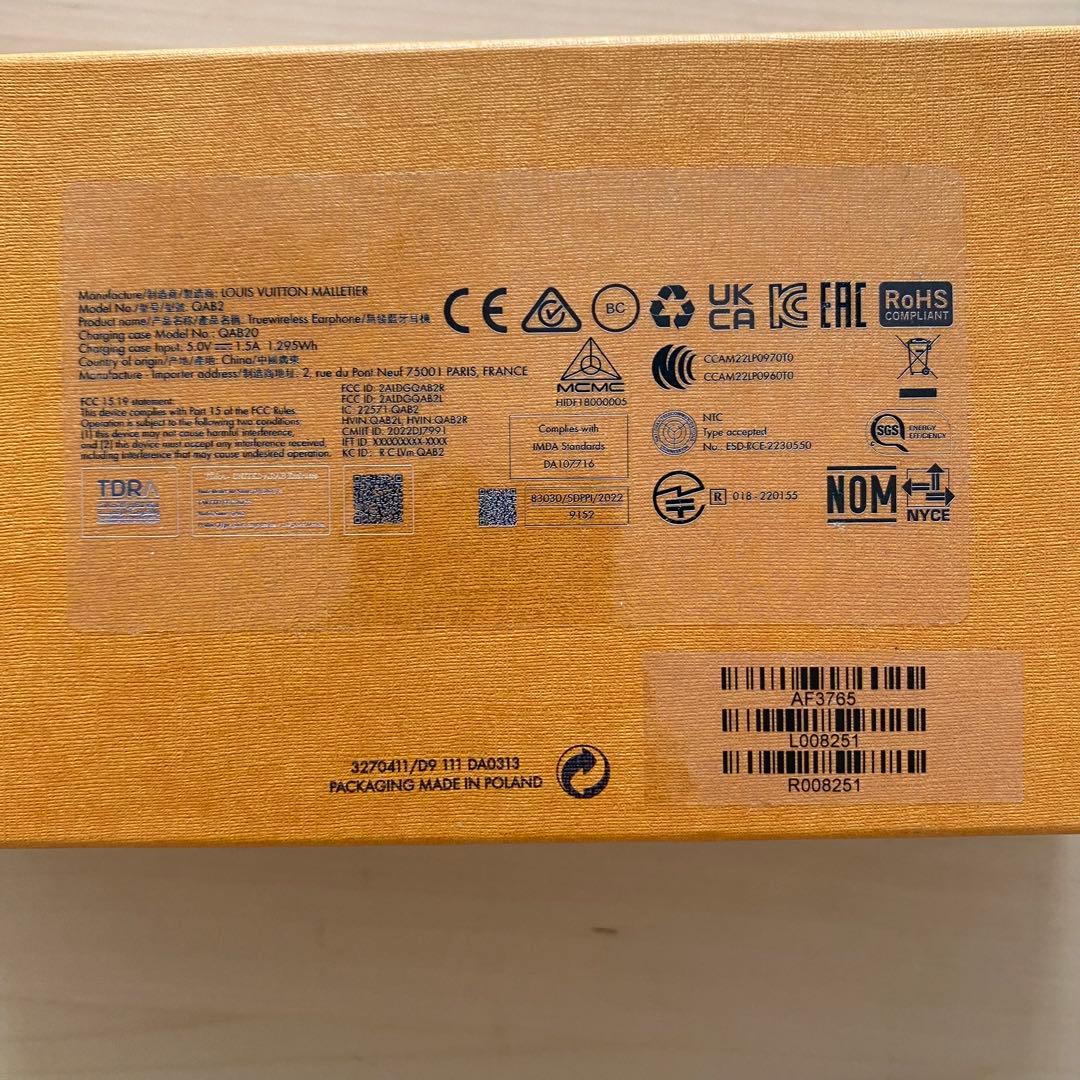 Manufacture/制造商/製造商: LOUIS VUITTON MALLETIER
Model No./型号/型號: QAB2
Product name/产品名称/產品名稱: Truewireless Earphone/無線藍牙耳機
Charging case Model No.: QAB20
Charging case Input: 5.0V 1.5A 1.295Wh
Country of origin/产地/產地: China/中國廣東
Manufacture - Importer address/制造商地址: 2, rue du Pont Neuf 75001 PARIS, FRANCE
FCC 15.19 statement:
This device complies with Part 15 of the FCC Rules.
Operation is subject to the following two conditions
(1) this device may not cause harmful interference,
and (2) this device must accept any interference received,
including interference that may cause undesired operation.
FCC ID: 2ALDGQAB2R
FCC ID: 2ALDGQAB2L
IC: 22571-QAB2
HVIN:QAB2L; HVIN:QAB2R
CMIIT ID: 2022DJ7991
IFT ID: XXXXXXXXX-XXXX
KC ID: R-C-LVm-QAB2
CE
BC
UK
CA
KC
EAC
RoHS
COMPLIANT
MCMC
HIDF18000005
CCAM22LP0970T0
CCAM22LP0960T0
Complies with
IMDA Standards
DA107716
NTC
Type accepted
No.: ESD-RCE-2230550
SGS
ENERGY
EFFICIENCY
TDRA
83030/SDPPI/2022
9152
R 018 - 220155
NOM
NYCE
AF3765
L008251
R008251
3270411/D9 111 DA0313
PACKAGING MADE IN POLAND